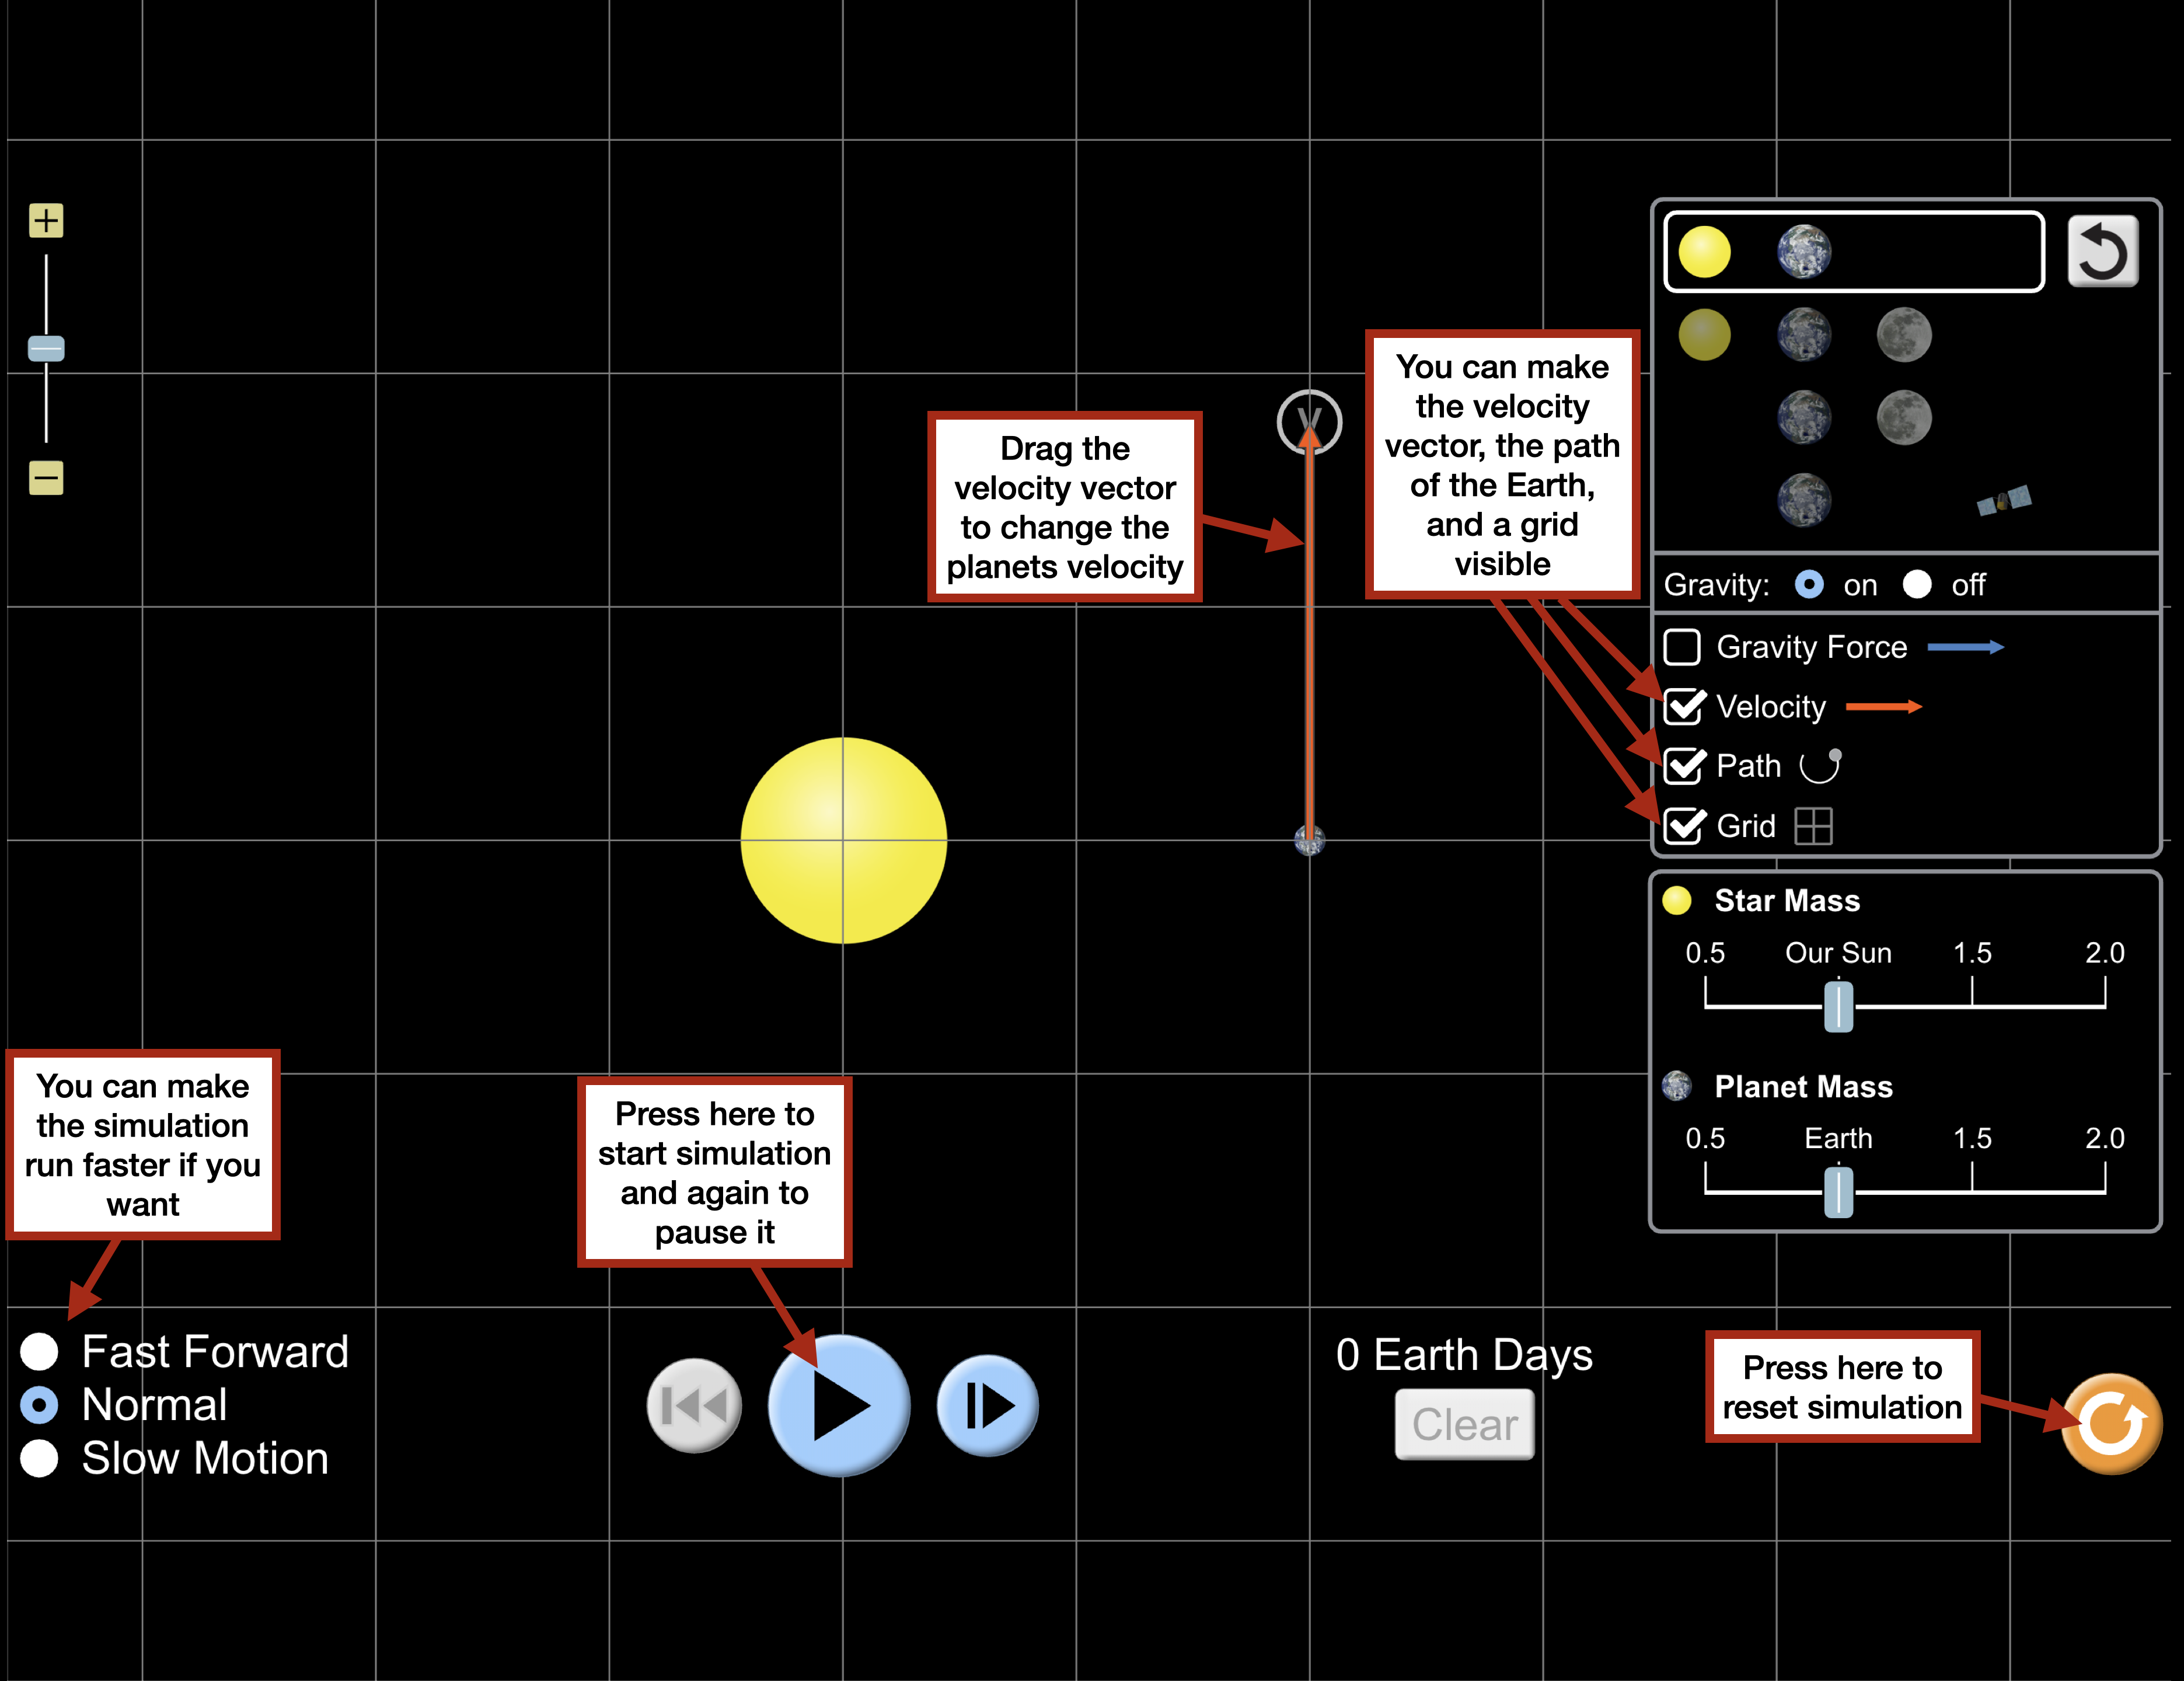 +
−
V
Drag the
velocity vector
to change the
planets velocity
You can make
the velocity
vector, the path
of the Earth,
and a grid
visible
Gravity: on off
Gravity Force
Velocity
Path
Grid
Star Mass
0.5 Our Sun 1.5 2.0
Planet Mass
0.5 Earth 1.5 2.0
You can make
the simulation
run faster if you
want
Press here to
start simulation
and again to
pause it
Fast Forward
Normal
Slow Motion
0 Earth Days
Clear
Press here to
reset simulation